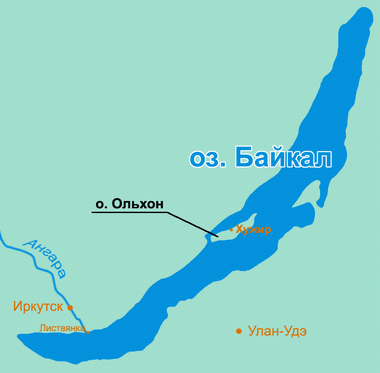 оз. Байкал
о. Ольхон
Хужир
Ангара
Иркутск
Листвянка
Улан-Удэ